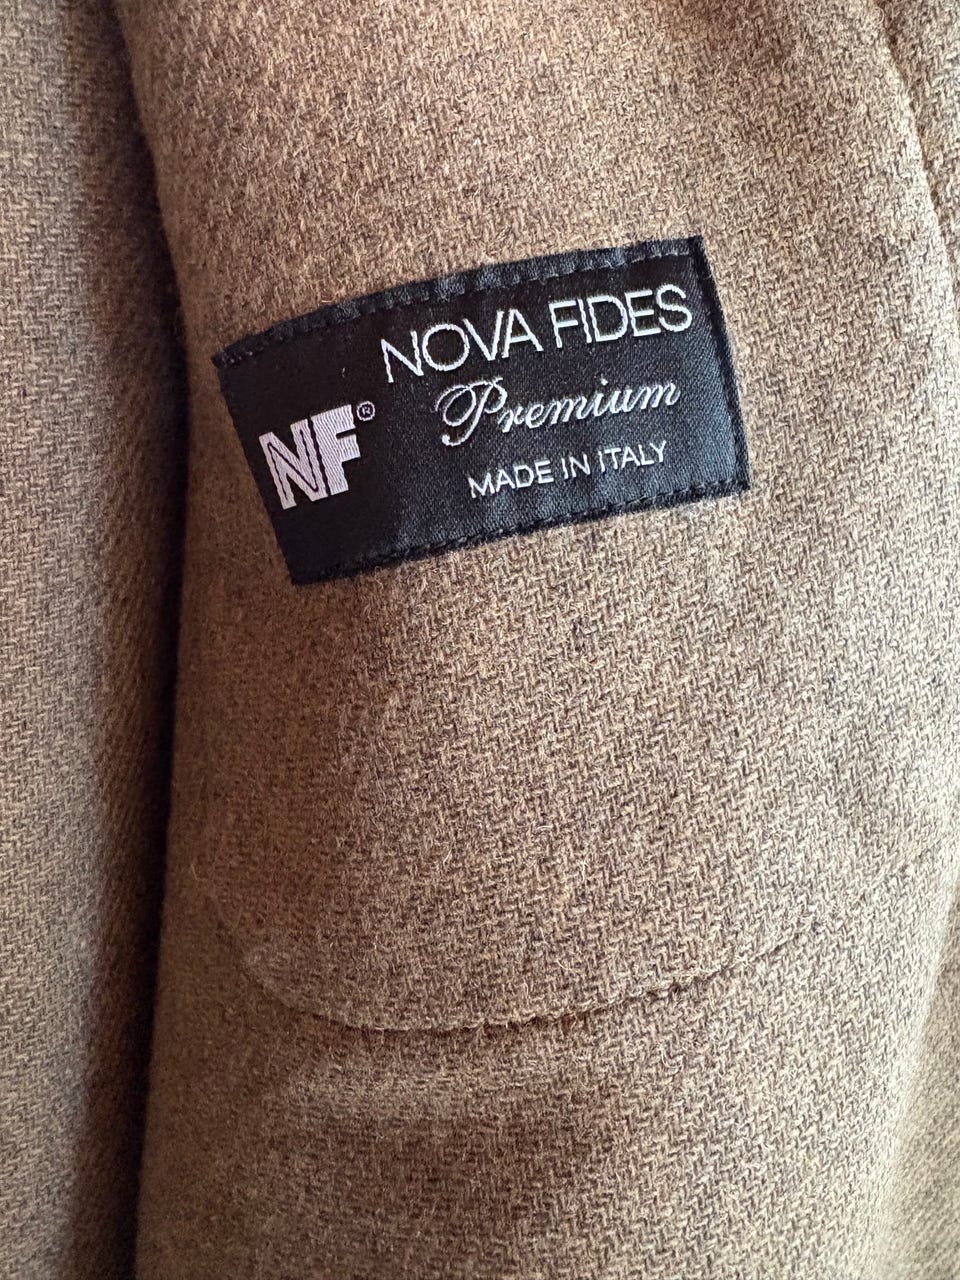 NOVA FIDES
Premium
NF®
MADE IN ITALY